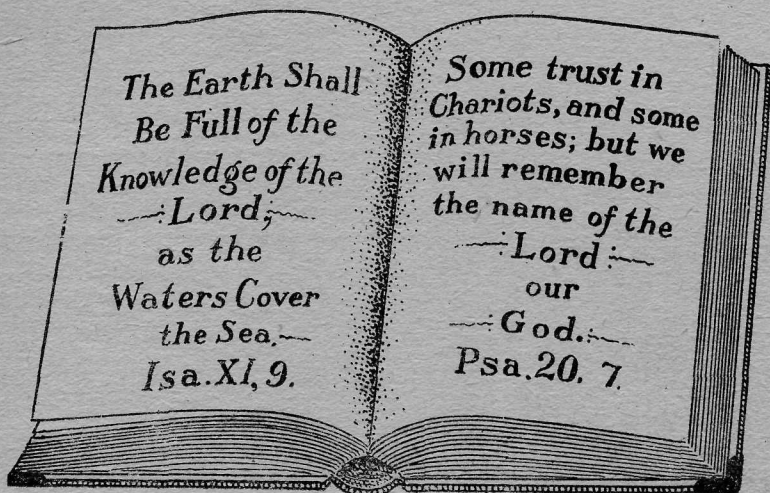 The Earth Shall
Be Full of the
Knowledge of the
Lord;
as the
Waters Cover
the Sea.
Isa.XI, 9.
Some trust in
Chariots, and some
in horses; but we
will remember
the name of the
Lord
our
God.
Psa.20. 7.